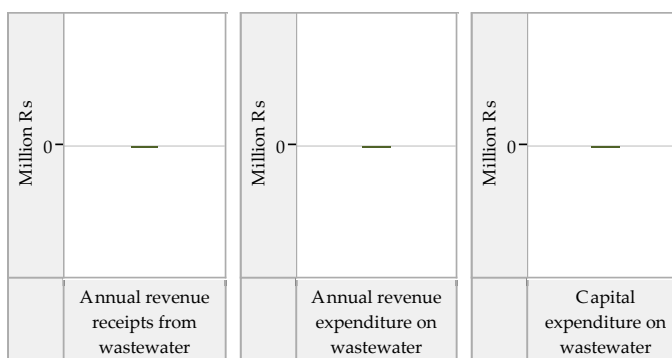 Million Rs
0
Annual revenue
receipts from
wastewater
Million Rs
0
Annual revenue
expenditure on
wastewater
Million Rs
0
Capital
expenditure on
wastewater